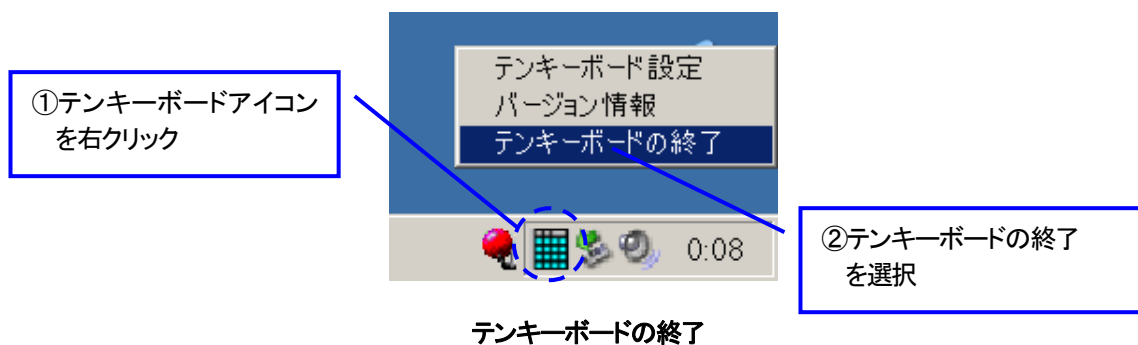 テンキーボード設定
バージョン情報
テンキーボードの終了
①テンキーボードアイコン
を右クリック
0:08
②テンキーボードの終了
を選択
テンキーボードの終了